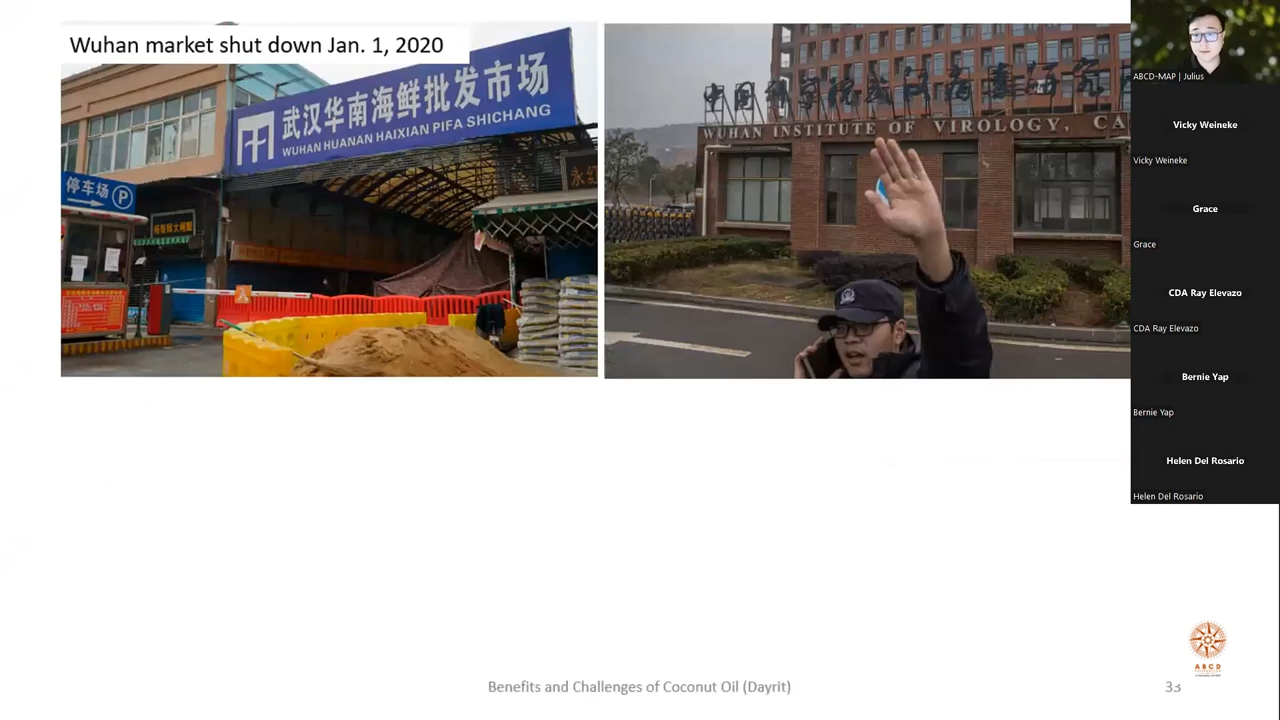 Wuhan market shut down Jan. 1, 2020
武汉华南海鲜批发市场
WUHAN HUANAN HAIXIAN PIFA SHICHANG
停车场
P
WUHAN INSTITUTE OF VIROLOGY, CA
ABCD-MAP | Julius
Vicky Weineke
Vicky Weineke
Grace
Grace
CDA Ray Elevazo
CDA Ray Elevazo
Bernie Yap
Bernie Yap
Helen Del Rosario
Helen Del Rosario
ABCD
Benefits and Challenges of Coconut Oil (Dayrit)
33